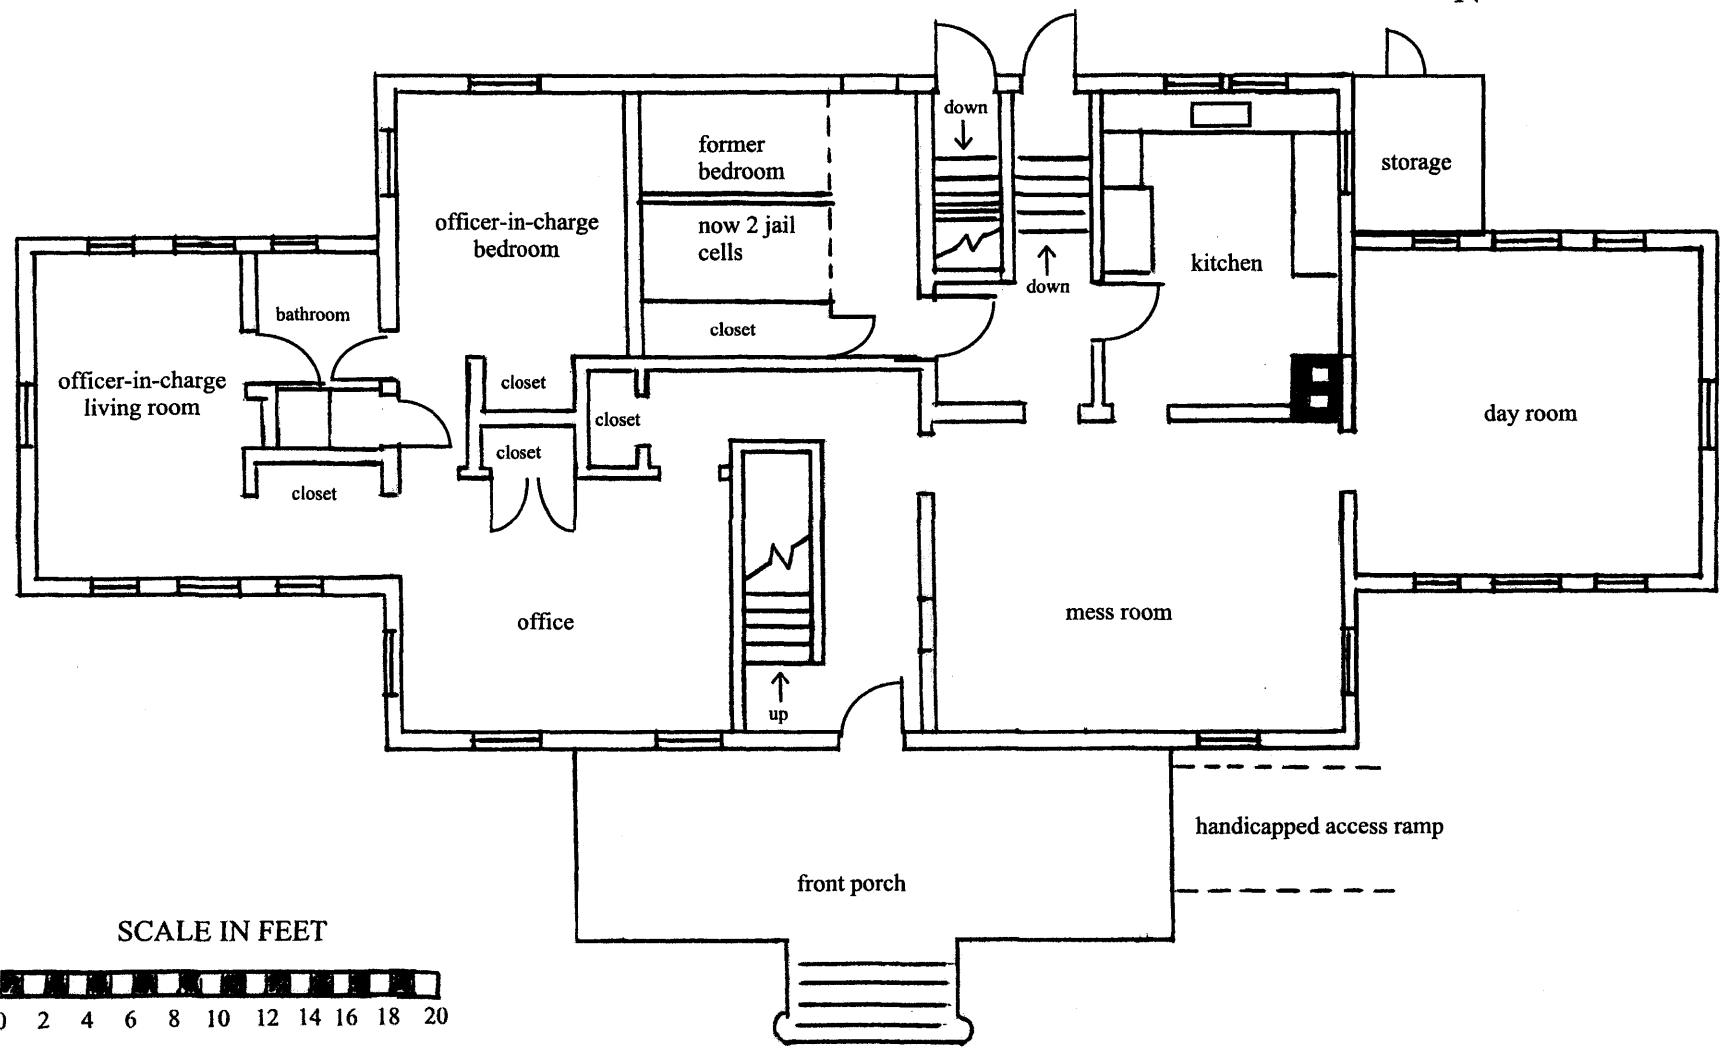 down
former
bedroom
storage
officer-in-charge
bedroom
now 2 jail
cells
kitchen
down
bathroom
closet
officer-in-charge
living room
closet
closet
day room
closet
closet
office
mess room
up
handicapped access ramp
front porch
SCALE IN FEET
0 2 4 6 8 10 12 14 16 18 20